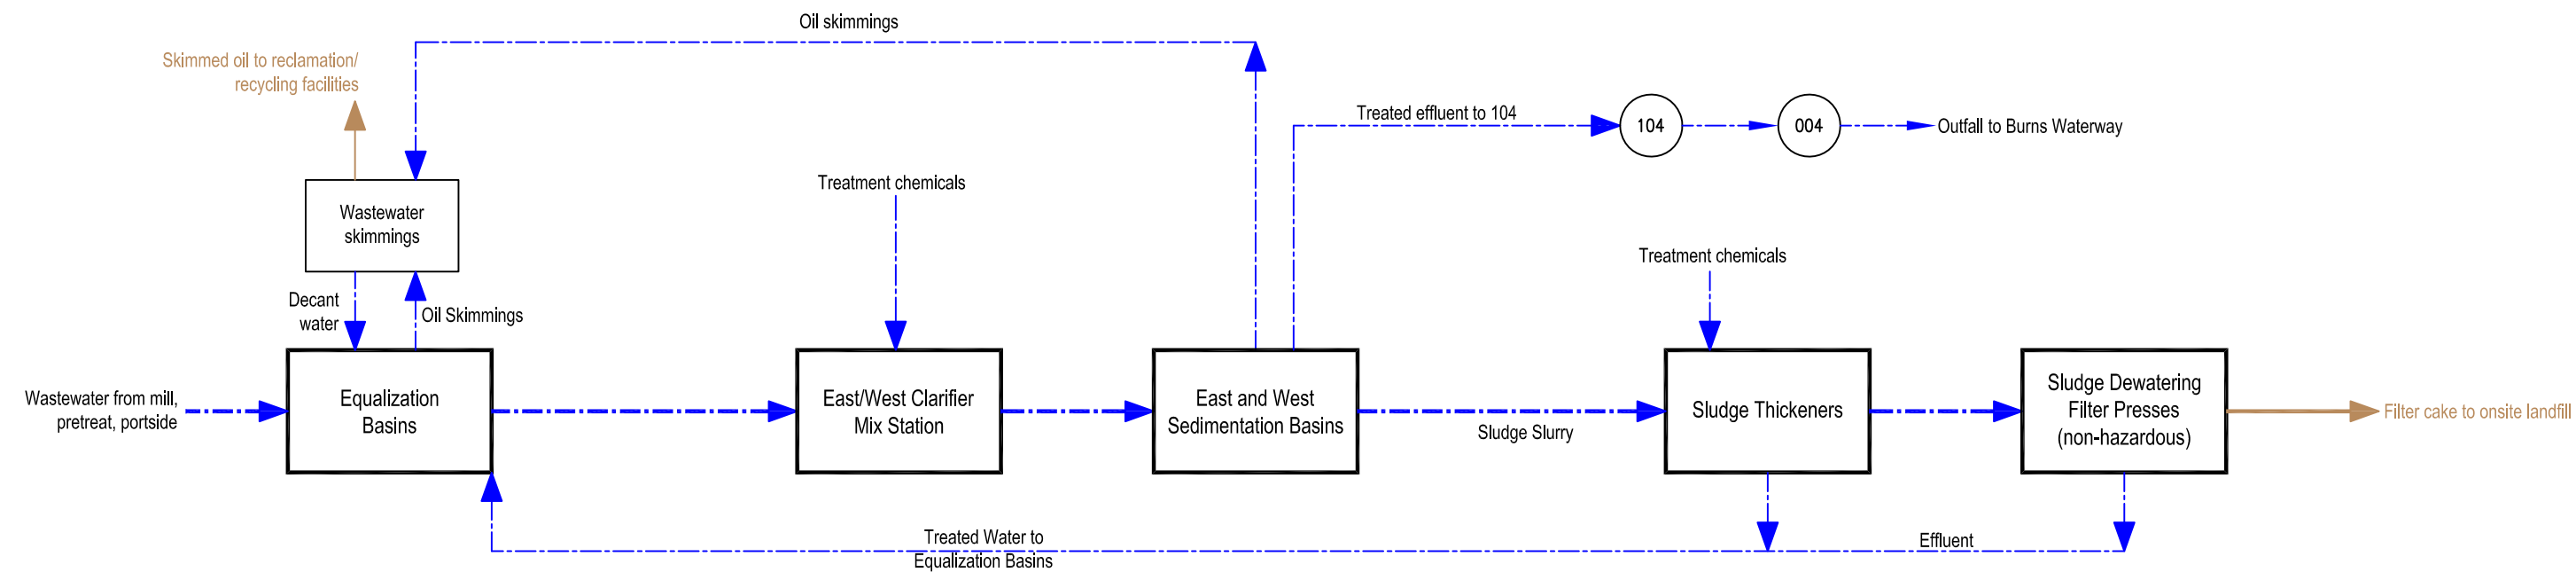 Oil skimmings
Skimmed oil to reclamation/
recycling facilities
Treated effluent to 104
104
004
Outfall to Burns Waterway
Treatment chemicals
Wastewater
skimmings
Treatment chemicals
Decant
water
Oil Skimmings
Wastewater from mill,
pretreat, portside
Equalization
Basins
East/West Clarifier
Mix Station
East and West
Sedimentation Basins
Sludge Slurry
Sludge Thickeners
Sludge Dewatering
Filter Presses
(non-hazardous)
Filter cake to onsite landfill
Treated Water to
Equalization Basins
Effluent